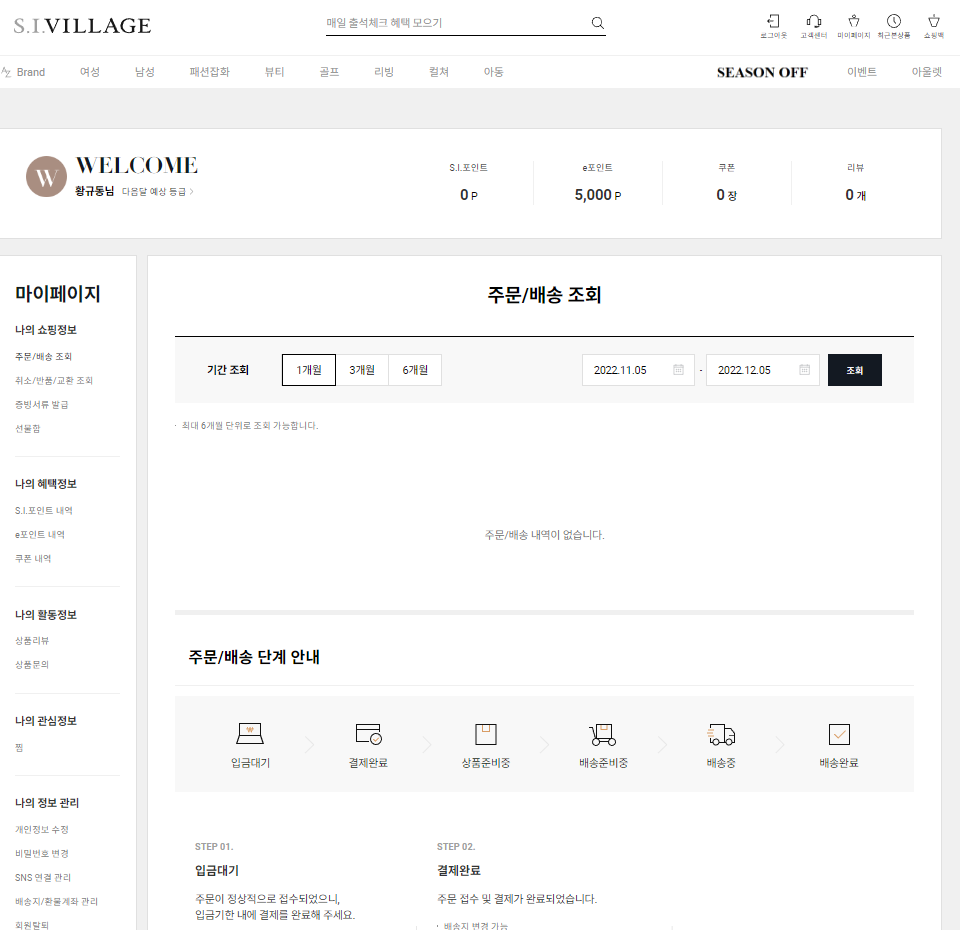 S.I.VILLAGE
매일 출석체크 혜택 모으기
로그아웃 고객센터 마이페이지 최근본상품 쇼핑백
AZ Brand 여성 남성 패션잡화 뷰티 골프 리빙 컬쳐 아동 SEASON OFF 이벤트 아울렛
W
WELCOME
황규동님 다음달 예상 등급 >
S.I.포인트 e포인트 쿠폰 리뷰
0 P 5,000 P 0 장 0 개
마이페이지
나의 쇼핑정보
주문/배송 조회
취소/반품/교환 조회
증빙서류 발급
선물함
나의 혜택정보
S.I.포인트 내역
e포인트 내역
쿠폰 내역
나의 활동정보
상품리뷰
상품문의
나의 관심정보
찜
나의 정보 관리
개인정보 수정
비밀번호 변경
SNS 연결 관리
배송지/환불계좌 관리
회원탈퇴
주문/배송 조회
기간 조회 1개월 3개월 6개월 2022.11.05 - 2022.12.05 조회
· 최대 6개월 단위로 조회 가능합니다.
주문/배송 내역이 없습니다.
주문/배송 단계 안내
입금대기 결제완료 상품준비중 배송준비중 배송중 배송완료
STEP 01.
입금대기
주문이 정상적으로 접수되었으니,
입금기한 내에 결제를 완료해 주세요.
STEP 02.
결제완료
주문 접수 및 결제가 완료되었습니다.
· 배송지 변경 가능